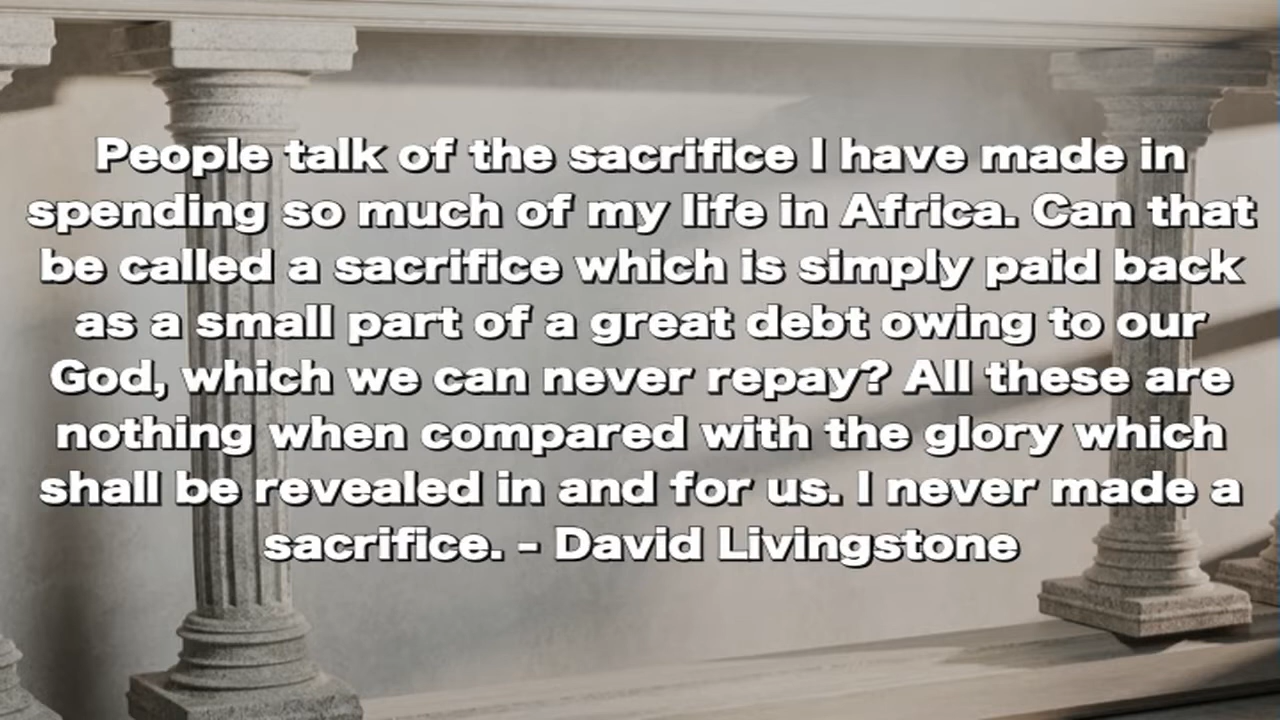 People talk of the sacrifice I have made in
spending so much of my life in Africa. Can that
be called a sacrifice which is simply paid back
as a small part of a great debt owing to our
God, which we can never repay? All these are
nothing when compared with the glory which
shall be revealed in and for us. I never made a
sacrifice. - David Livingstone